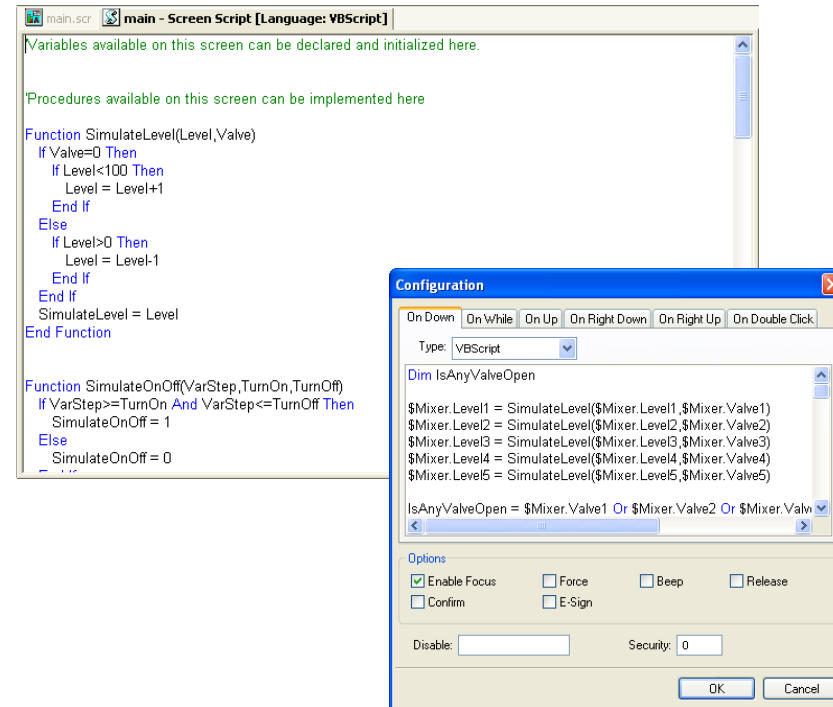 main.scr main - Screen Script [Language: VBScript]
'Variables available on this screen can be declared and initialized here.
'Procedures available on this screen can be implemented here
Function SimulateLevel(Level,Valve)
If Valve=0 Then
If Level<100 Then
Level = Level+1
End If
Else
If Level>0 Then
Level = Level-1
End If
End If
SimulateLevel = Level
End Function
Function SimulateOnOff(VarStep,TurnOn,TurnOff)
If VarStep>=TurnOn And VarStep<=TurnOff Then
SimulateOnOff = 1
Else
SimulateOnOff = 0
Configuration
On Down On While On Up On Right Down On Right Up On Double Click
Type: VBScript
Dim IsAnyValveOpen
$Mixer.Level1 = SimulateLevel($Mixer.Level1,$Mixer.Valve1)
$Mixer.Level2 = SimulateLevel($Mixer.Level2,$Mixer.Valve2)
$Mixer.Level3 = SimulateLevel($Mixer.Level3,$Mixer.Valve3)
$Mixer.Level4 = SimulateLevel($Mixer.Level4,$Mixer.Valve4)
$Mixer.Level5 = SimulateLevel($Mixer.Level5,$Mixer.Valve5)
IsAnyValveOpen = $Mixer.Valve1 Or $Mixer.Valve2 Or $Mixer.Valv
Options
Enable Focus Force Beep Release
Confirm E-Sign
Disable: Security: 0
OK Cancel